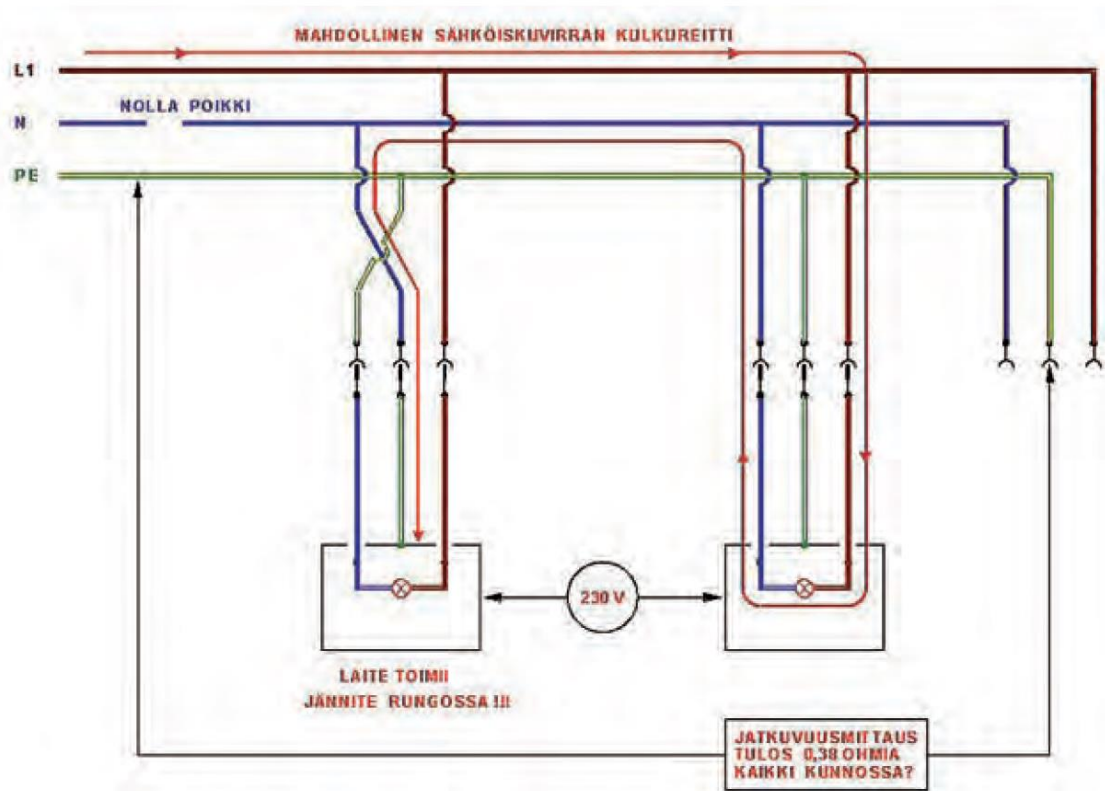 MAHDOLLINEN SÄHKÖISKUVIRRAN KULKUREITTI
L1
NOLLA POIKKI
N
PE
230 V
LAITE TOIMII
JÄNNITE RUNGOSSA !!!
JATKUVUUSMITTAUS
TULOS 0,38 OHMIA
KAIKKI KUNNOSSA?